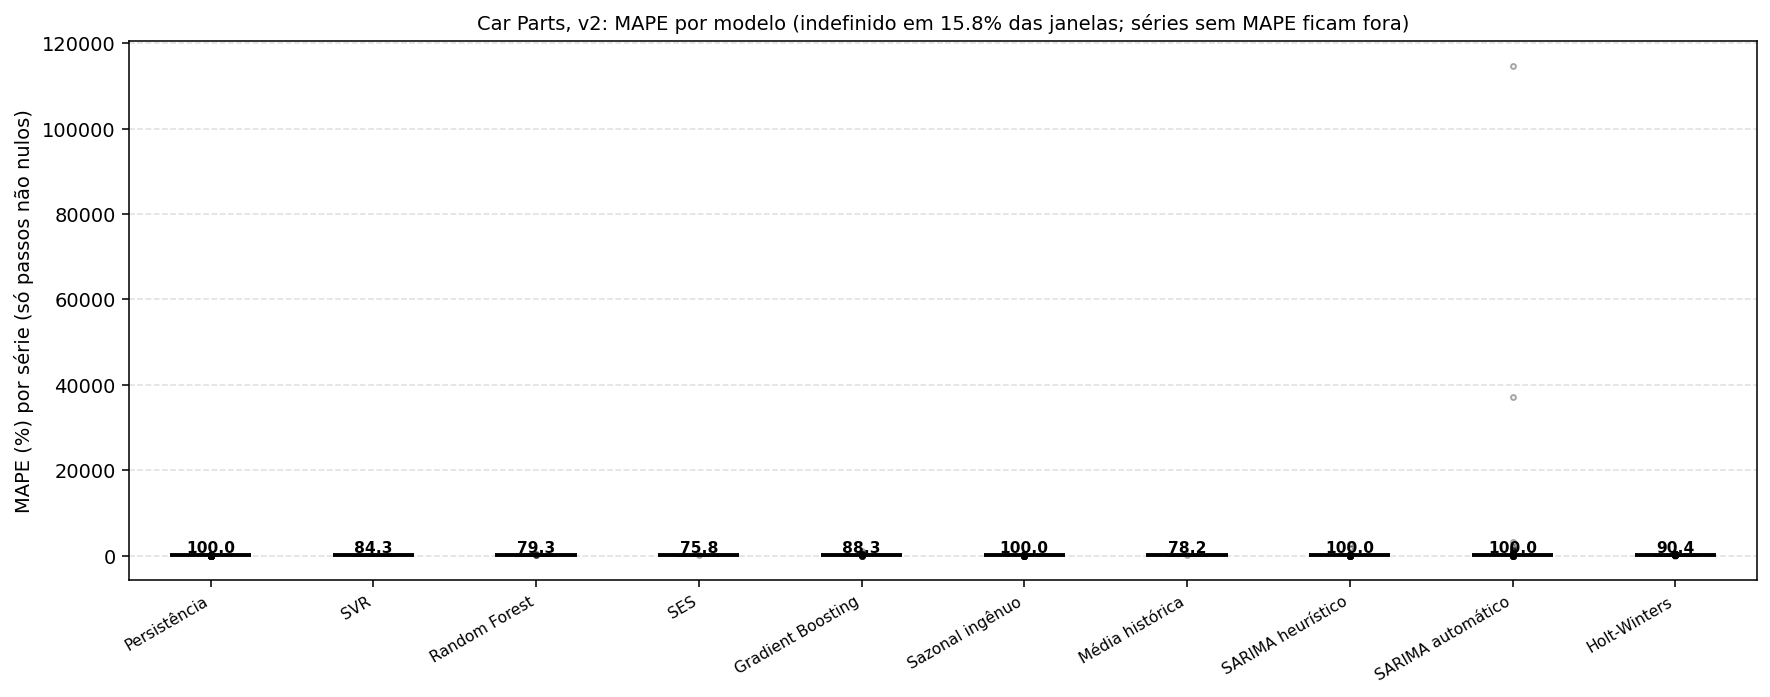 Car Parts, v2: MAPE por modelo (indefinido em 15.8% das janelas; séries sem MAPE ficam fora)
MAPE (%) por série (só passos não nulos)
120000
100000
80000
60000
40000
20000
0
100.0
84.3
79.3
75.8
88.3
100.0
78.2
100.0
100.0
90.4
Persistência
SVR
Random Forest
SES
Gradient Boosting
Sazonal ingênuo
Média histórica
SARIMA heurístico
SARIMA automático
Holt-Winters